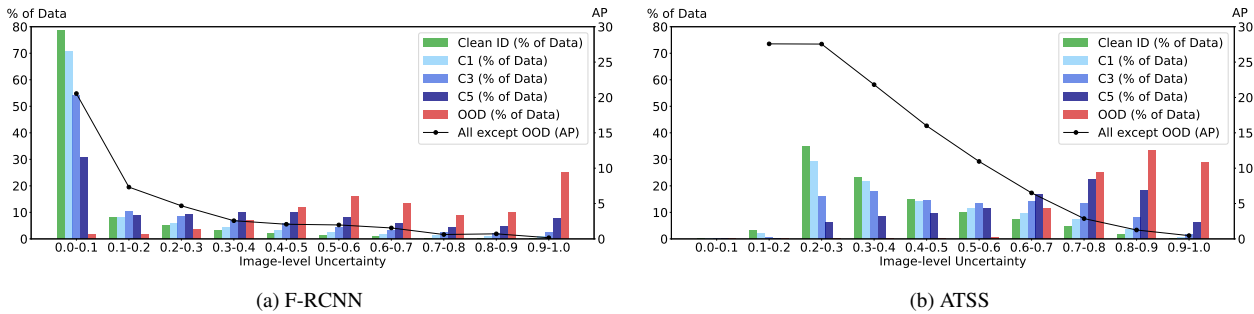 % of Data
AP
80
70
60
50
40
30
20
10
0
30
25
20
15
10
5
0
Clean ID (% of Data)
C1 (% of Data)
C3 (% of Data)
C5 (% of Data)
OOD (% of Data)
All except OOD (AP)
0.0-0.1 0.1-0.2 0.2-0.3 0.3-0.4 0.4-0.5 0.5-0.6 0.6-0.7 0.7-0.8 0.8-0.9 0.9-1.0
Image-level Uncertainty
(a) F-RCNN
% of Data
AP
80
70
60
50
40
30
20
10
0
30
25
20
15
10
5
0
Clean ID (% of Data)
C1 (% of Data)
C3 (% of Data)
C5 (% of Data)
OOD (% of Data)
All except OOD (AP)
0.0-0.1 0.1-0.2 0.2-0.3 0.3-0.4 0.4-0.5 0.5-0.6 0.6-0.7 0.7-0.8 0.8-0.9 0.9-1.0
Image-level Uncertainty
(b) ATSS